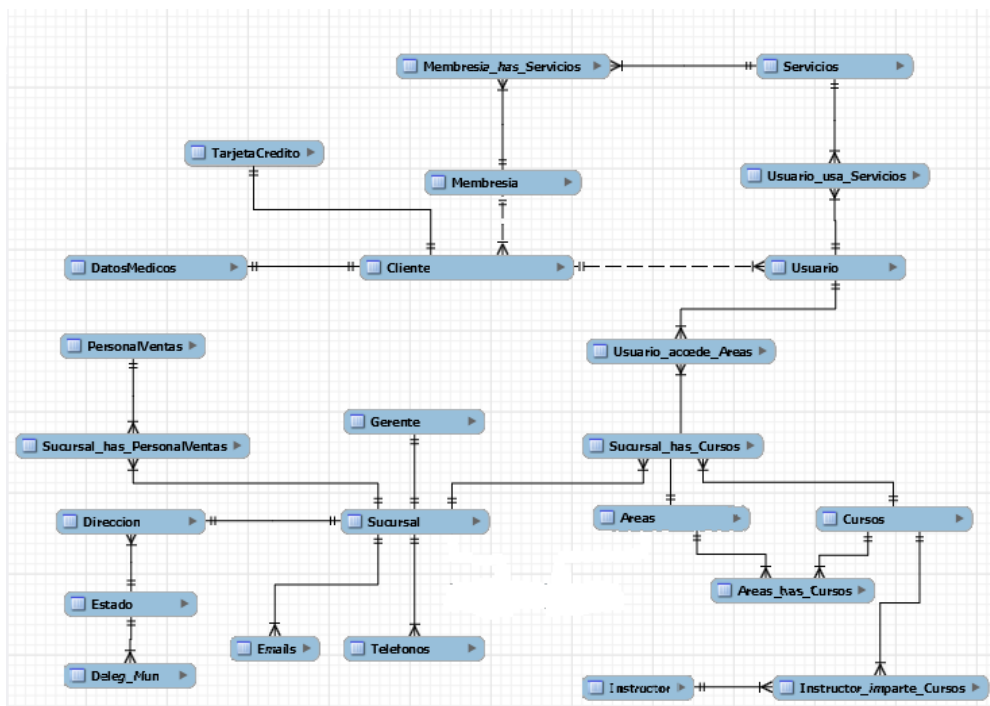 Membresia_has_Servicios
Servicios
TarjetaCredito
Membresia
Usuario_usa_Servicios
DatosMedicos
Cliente
Usuario
PersonalVentas
Usuario_accede_Areas
Gerente
Sucursal_has_PersonalVentas
Sucursal_has_Cursos
Direccion
Sucursal
Areas
Cursos
Areas_has_Cursos
Estado
Emails
Telefonos
Deleg_Mun
Instructor
Instructor_imparte_Cursos